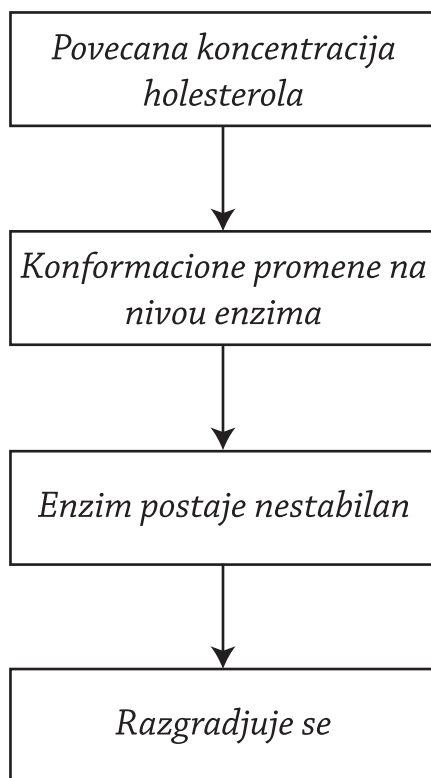 Povecana koncentracija
holesterola
Konformacione promene na
nivou enzima
Enzim postaje nestabilan
Razgradjuje se